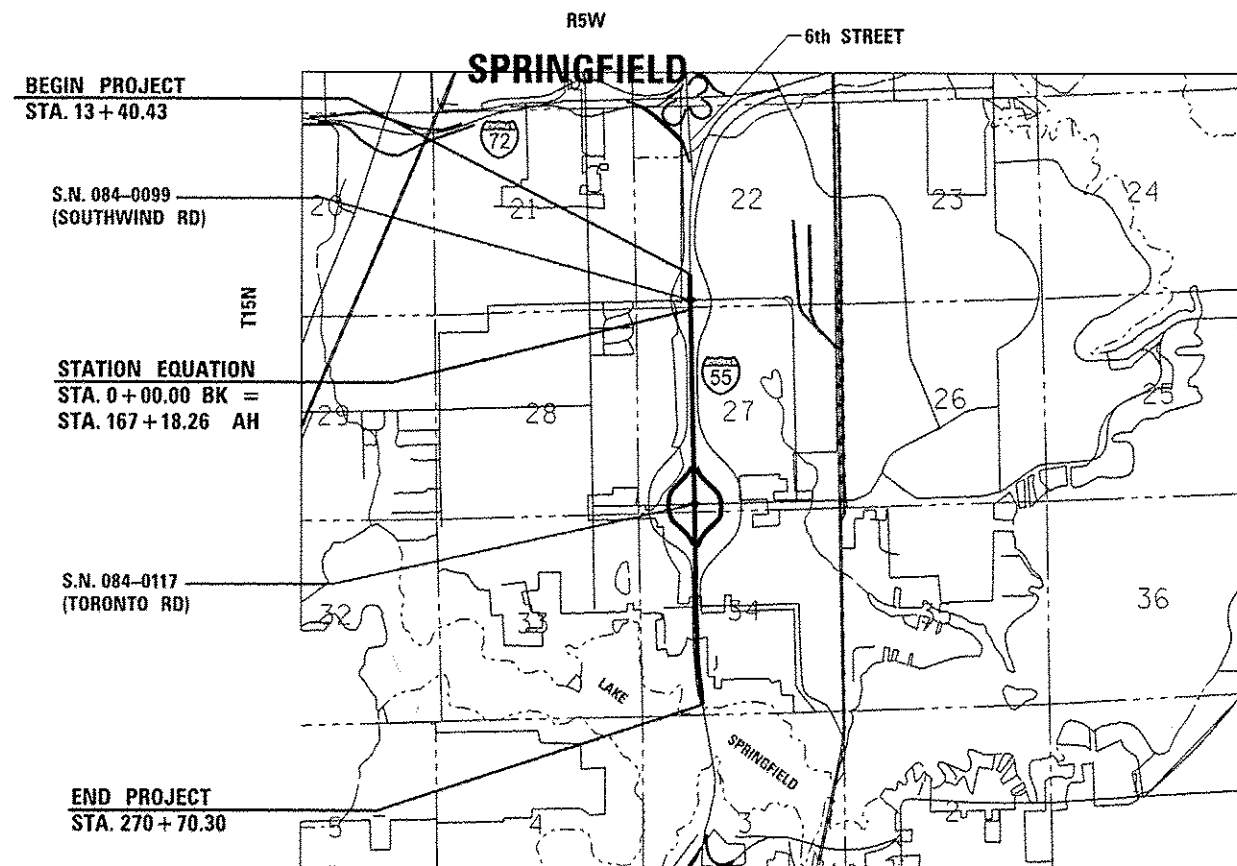 R5W
6th STREET
SPRINGFIELD
BEGIN PROJECT
STA. 13+40.43
72
S.N. 084-0099
(SOUTHWIND RD)
20
21
22
23
24
T15N
STATION EQUATION
STA. 0+00.00 BK =
STA. 167+18.26 AH
55
29
28
27
26
25
S.N. 084-0117
(TORONTO RD)
32
33
34
36
LAKE
SPRINGFIELD
END PROJECT
STA. 270+70.30
5
4
3
2